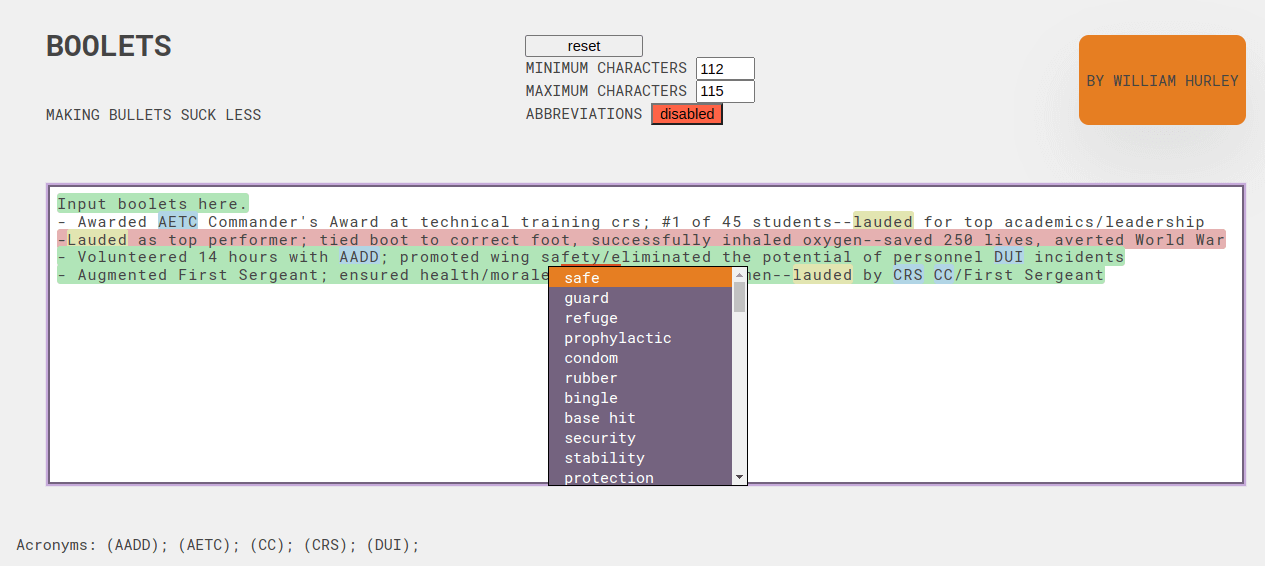 BOOLETS
MAKING BULLETS SUCK LESS
reset
MINIMUM CHARACTERS 112
MAXIMUM CHARACTERS 115
ABBREVIATIONS disabled
BY WILLIAM HURLEY
Input boolets here.
- Awarded AETC Commander's Award at technical training crs; #1 of 45 students--lauded for top academics/leadership
-Lauded as top performer; tied boot to correct foot, successfully inhaled oxygen--saved 250 lives, averted World War
- Volunteered 14 hours with AADD; promoted wing safety/eliminated the potential of personnel DUI incidents
- Augmented First Sergeant; ensured health/morale men--lauded by CRS CC/First Sergeant
safe
guard
refuge
prophylactic
condom
rubber
bingle
base hit
security
stability
protection
Acronyms: (AADD); (AETC); (CC); (CRS); (DUI);